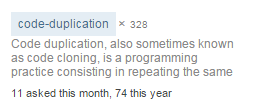 code-duplication × 328
Code duplication, also sometimes known
as code cloning, is a programming
practice consisting in repeating the same
11 asked this month, 74 this year